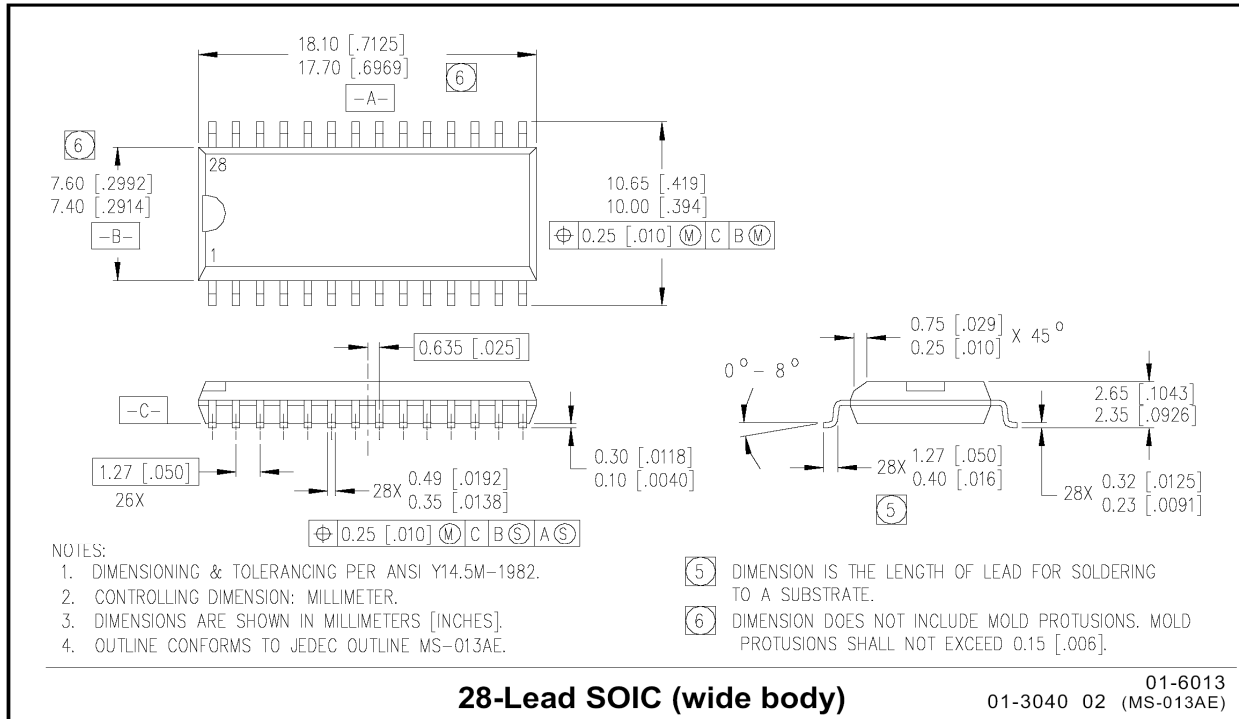 18.10 [.7125]
17.70 [.6969]
6
-A-
6
28
7.60 [.2992]
7.40 [.2914]
-B-
1
10.65 [.419]
10.00 [.394]
⌖ 0.25 [.010] Ⓜ C B Ⓜ
0.635 [.025]
-C-
0.30 [.0118]
0.10 [.0040]
1.27 [.050]
26X
28X 0.49 [.0192]
0.35 [.0138]
⌖ 0.25 [.010] Ⓜ C B Ⓢ A Ⓢ
0.75 [.029] X 45°
0.25 [.010]
0° - 8°
2.65 [.1043]
2.35 [.0926]
28X 1.27 [.050]
0.40 [.016]
5
28X 0.32 [.0125]
0.23 [.0091]
NOTES:
1. DIMENSIONING & TOLERANCING PER ANSI Y14.5M-1982.
2. CONTROLLING DIMENSION: MILLIMETER.
3. DIMENSIONS ARE SHOWN IN MILLIMETERS [INCHES].
4. OUTLINE CONFORMS TO JEDEC OUTLINE MS-013AE.
5 DIMENSION IS THE LENGTH OF LEAD FOR SOLDERING
TO A SUBSTRATE.
6 DIMENSION DOES NOT INCLUDE MOLD PROTUSIONS. MOLD
PROTUSIONS SHALL NOT EXCEED 0.15 [.006].
28-Lead SOIC (wide body)
01-6013
01-3040 02 (MS-013AE)